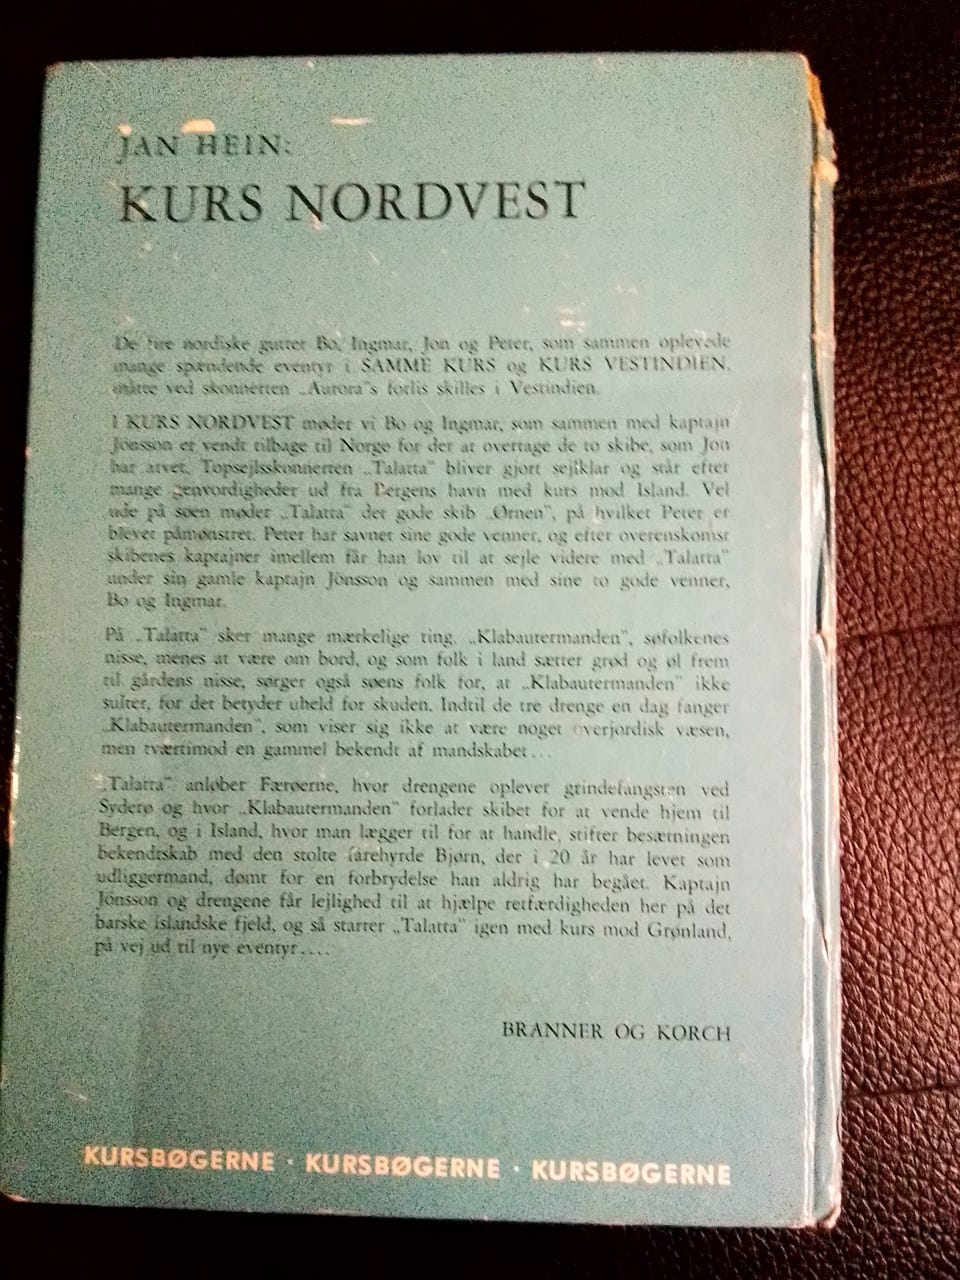 JAN HEIN:
KURS NORDVEST
De fire nordiske gutter Bo, Ingmar, Jon og Peter, som sammen oplevede
mange spændende eventyr i SAMME KURS og KURS VESTINDIEN,
måtte ved skonnerten „Aurora"s forlis skilles i Vestindien.
I KURS NORDVEST møder vi Bo og Ingmar, som sammen med kaptajn
Jönsson er vendt tilbage til Norge for der at overtage de to skibe, som Jon
har arvet. Topsejlsskonnerten „Talatta" bliver gjort sejlklar og står efter
mange genvordigheder ud fra Bergens havn med kurs mod Island. Vel
ude på søen møder „Talatta" det gode skib „Ørnen", på hvilket Peter er
blevet påmønstret. Peter har savnet sine gode venner, og efter overenskomst
skibenes kaptajner imellem får han lov til at sejle videre med „Talatta"
under sin gamle kaptajn Jönsson og sammen med sine to gode venner,
Bo og Ingmar.
På „Talatta" sker mange mærkelige ting. „Klabautermanden", søfolkenes
nisse, menes at være om bord, og som folk i land sætter grød og øl frem
til gårdens nisse, sørger også søens folk for, at „Klabautermanden" ikke
sulter, for det betyder uheld for skuden. Indtil de tre drenge en dag fanger
„Klabautermanden", som viser sig ikke at være noget overjordisk væsen,
men tværtimod en gammel bekendt af mandskabet...
„Talatta" anløber Færøerne, hvor drengene oplever grindefangsten ved
Syderø og hvor „Klabautermanden" forlader skibet for at vende hjem til
Bergen, og i Island, hvor man lægger til for at handle, stifter besætningen
bekendtskab med den stolte fårehyrde Bjørn, der i 20 år har levet som
udliggermand, dømt for en forbrydelse han aldrig har begået. Kaptajn
Jönsson og drengene får lejlighed til at hjælpe retfærdigheden her på det
barske islandske fjeld, og så starter „Talatta" igen med kurs mod Grønland,
på vej ud til nye eventyr....
BRANNER OG KORCH
KURSBØGERNE · KURSBØGERNE · KURSBØGERNE